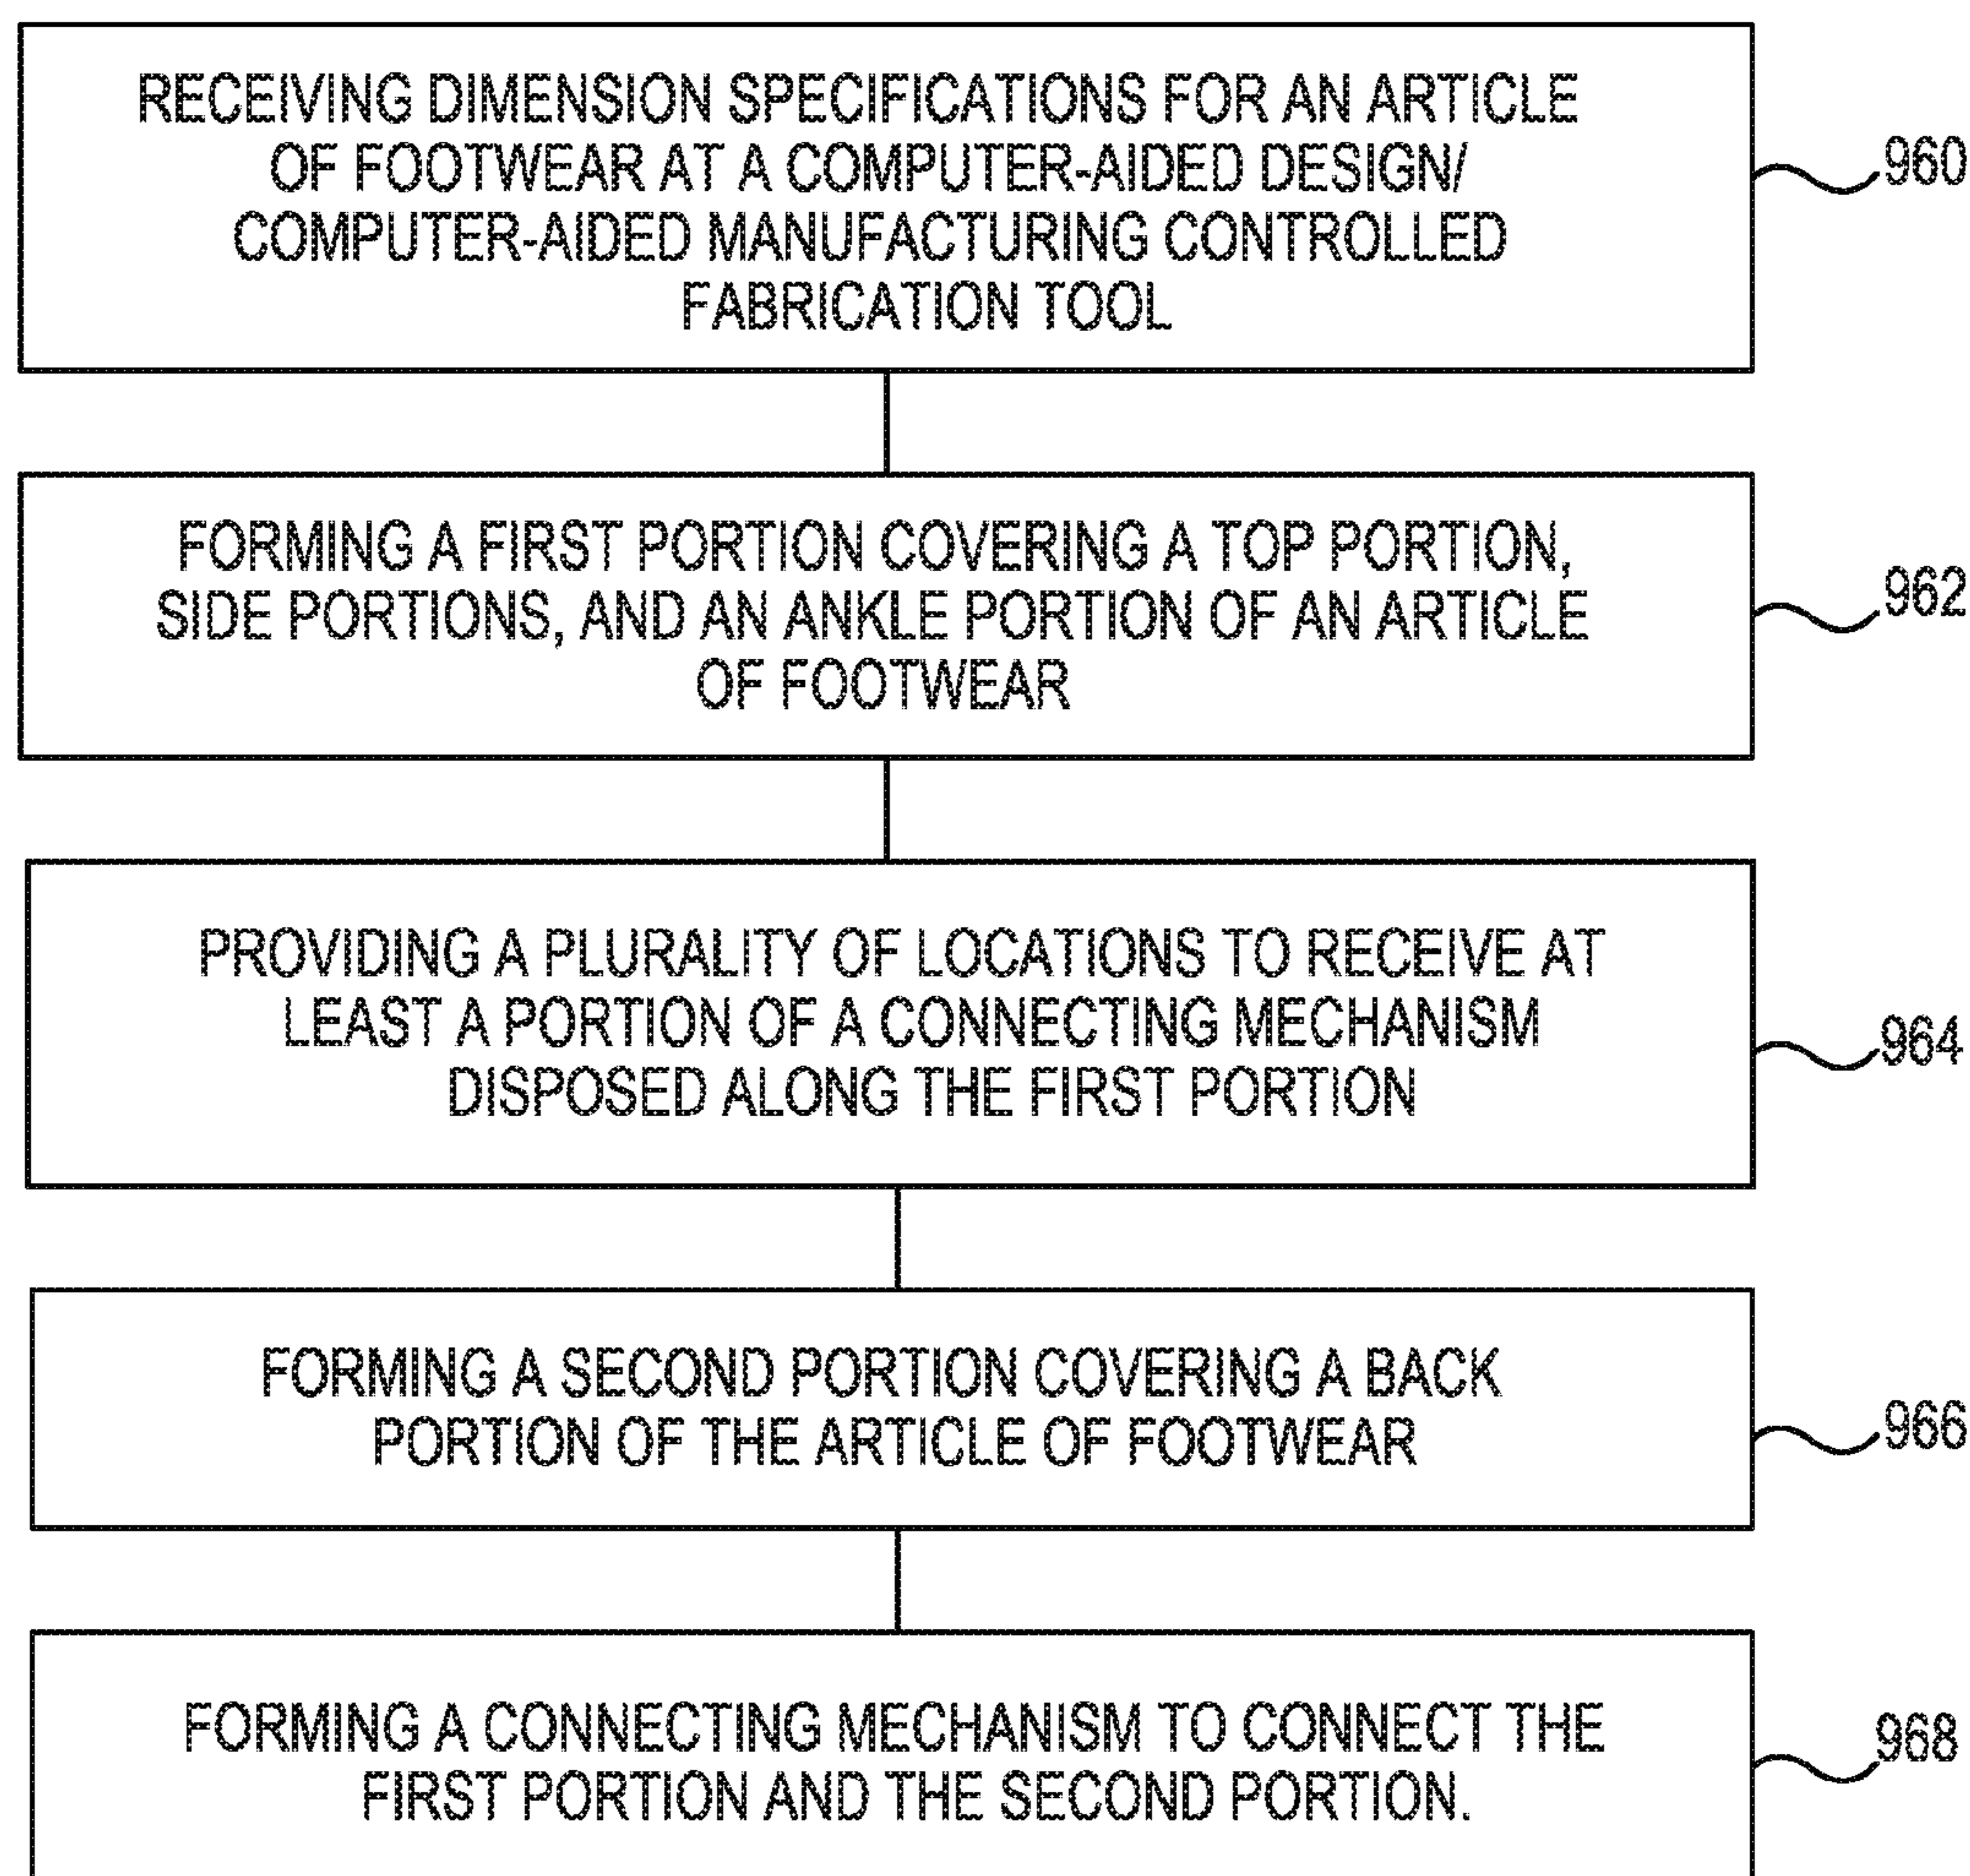 RECEIVING DIMENSION SPECIFICATIONS FOR AN ARTICLE
OF FOOTWEAR AT A COMPUTER-AIDED DESIGN/
COMPUTER-AIDED MANUFACTURING CONTROLLED
FABRICATION TOOL
960
FORMING A FIRST PORTION COVERING A TOP PORTION,
SIDE PORTIONS, AND AN ANKLE PORTION OF AN ARTICLE
OF FOOTWEAR
962
PROVIDING A PLURALITY OF LOCATIONS TO RECEIVE AT
LEAST A PORTION OF A CONNECTING MECHANISM
DISPOSED ALONG THE FIRST PORTION
964
FORMING A SECOND PORTION COVERING A BACK
PORTION OF THE ARTICLE OF FOOTWEAR
966
FORMING A CONNECTING MECHANISM TO CONNECT THE
FIRST PORTION AND THE SECOND PORTION.
968